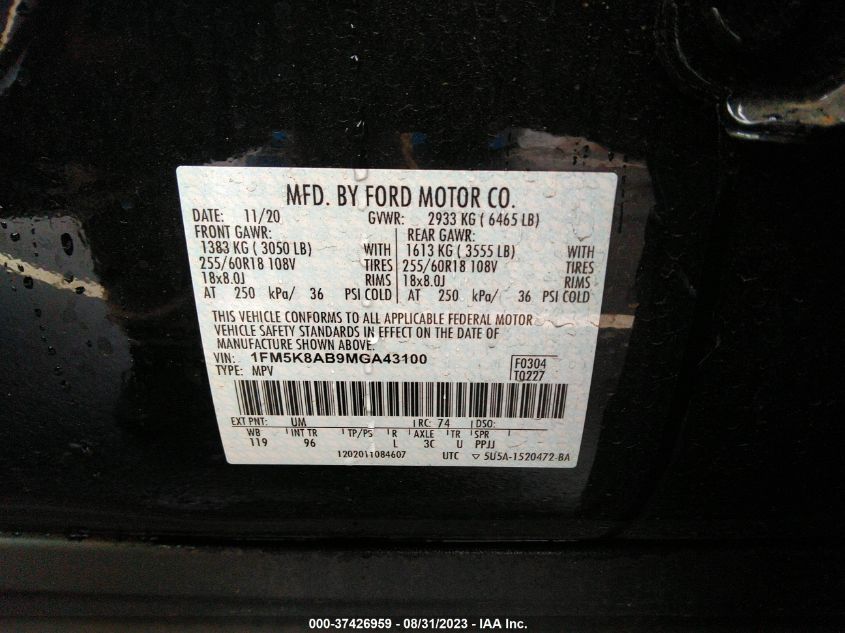 MFD. BY FORD MOTOR CO.
DATE: 11/20 GVWR: 2933 KG ( 6465 LB)
FRONT GAWR: REAR GAWR:
1383 KG ( 3050 LB) WITH 1613 KG ( 3555 LB) WITH
255/60R18 108V TIRES 255/60R18 108V TIRES
18x8.0J RIMS 18x8.0J RIMS
AT 250 kPa/ 36 PSI COLD AT 250 kPa/ 36 PSI COLD
THIS VEHICLE CONFORMS TO ALL APPLICABLE FEDERAL MOTOR
VEHICLE SAFETY STANDARDS IN EFFECT ON THE DATE OF
MANUFACTURE SHOWN ABOVE.
VIN: 1FM5K8AB9MGA43100 F0304
TYPE: MPV T0227
EXT PNT: UM RC: 74 DSO:
WB INT TR TP/PS R AXLE TR SPR
119 96 L 3C U PPJJ
1202011084607 UTC ▽ 5U5A-1520472-BA
000-37426959 - 08/31/2023 - IAA Inc.